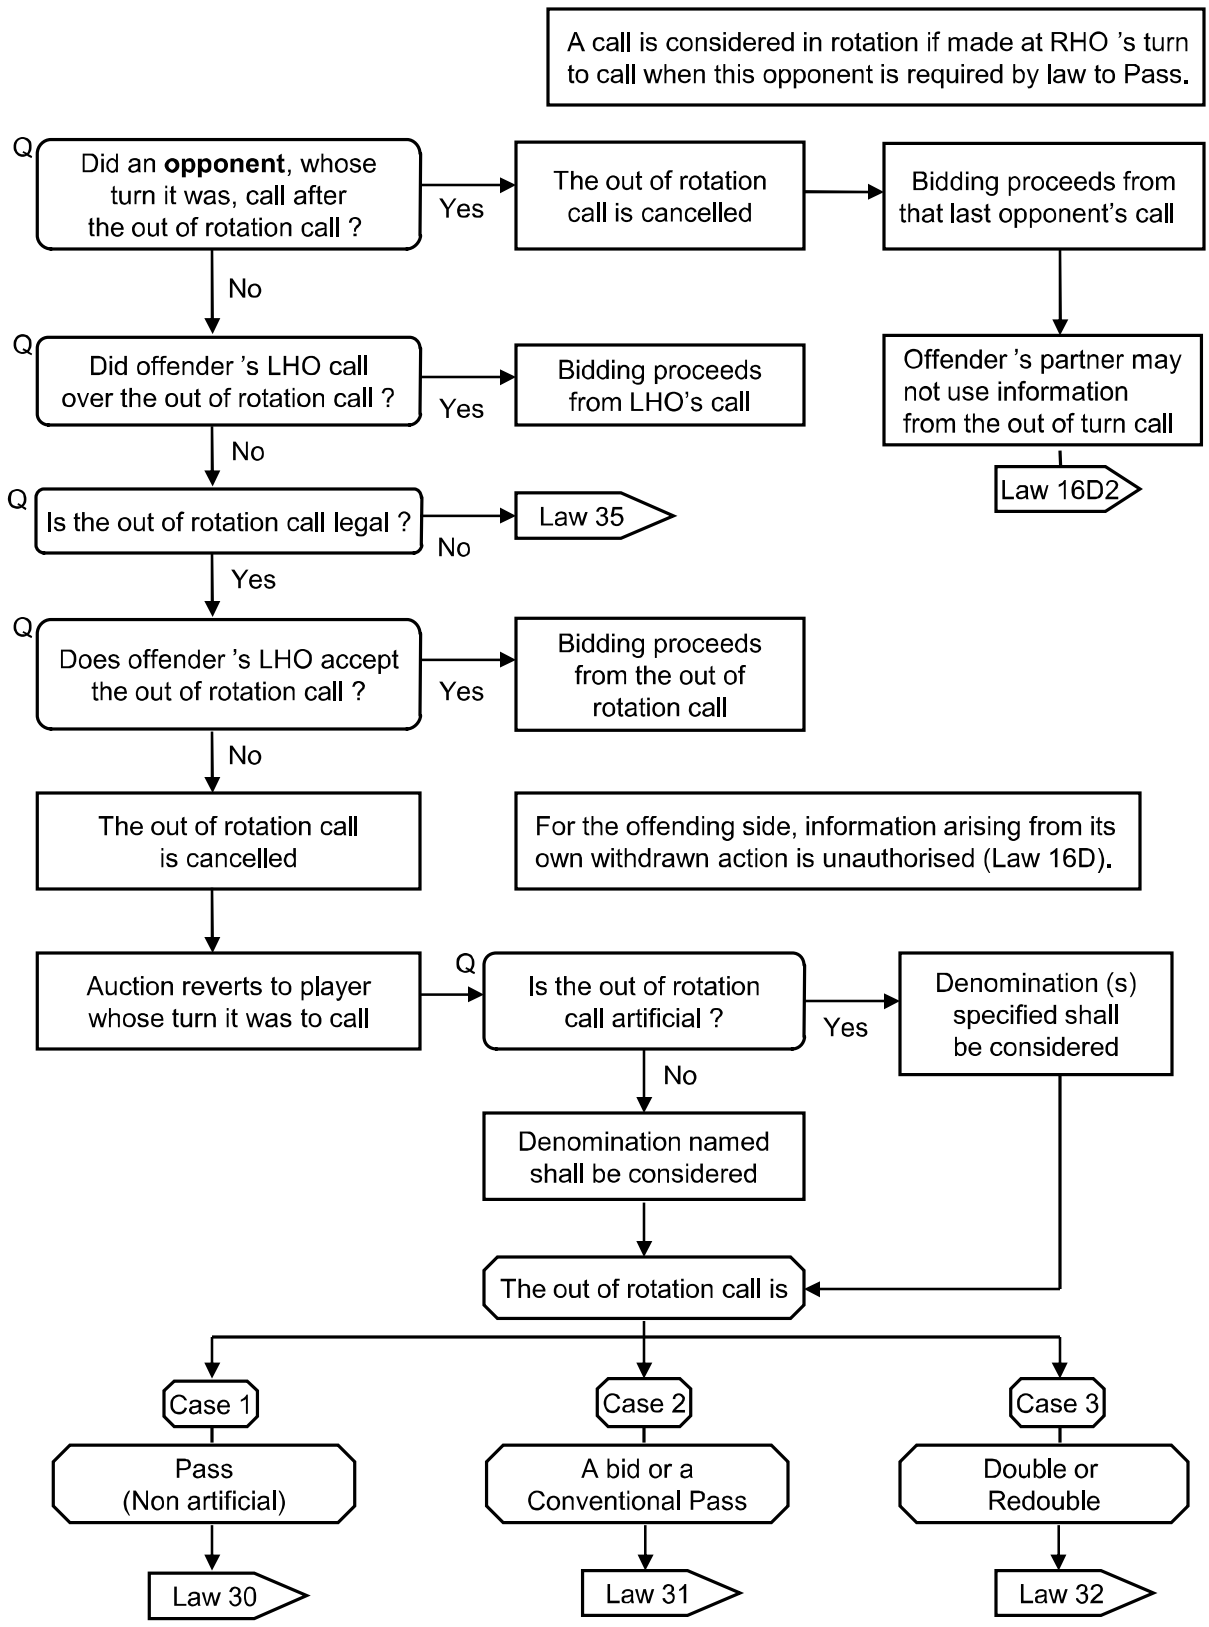 A call is considered in rotation if made at RHO 's turn
to call when this opponent is required by law to Pass.
Q
Did an opponent, whose
turn it was, call after
the out of rotation call ?
Yes
The out of rotation
call is cancelled
Bidding proceeds from
that last opponent's call
No
Offender 's partner may
not use information
from the out of turn call
Law 16D2
Q
Did offender 's LHO call
over the out of rotation call ?
Yes
Bidding proceeds
from LHO's call
No
Q
Is the out of rotation call legal ?
No
Law 35
Yes
Q
Does offender 's LHO accept
the out of rotation call ?
Yes
Bidding proceeds
from the out of
rotation call
No
The out of rotation call
is cancelled
For the offending side, information arising from its
own withdrawn action is unauthorised (Law 16D).
Auction reverts to player
whose turn it was to call
Q
Is the out of rotation
call artificial ?
Yes
Denomination (s)
specified shall
be considered
No
Denomination named
shall be considered
The out of rotation call is
Case 1
Pass
(Non artificial)
Law 30
Case 2
A bid or a
Conventional Pass
Law 31
Case 3
Double or
Redouble
Law 32